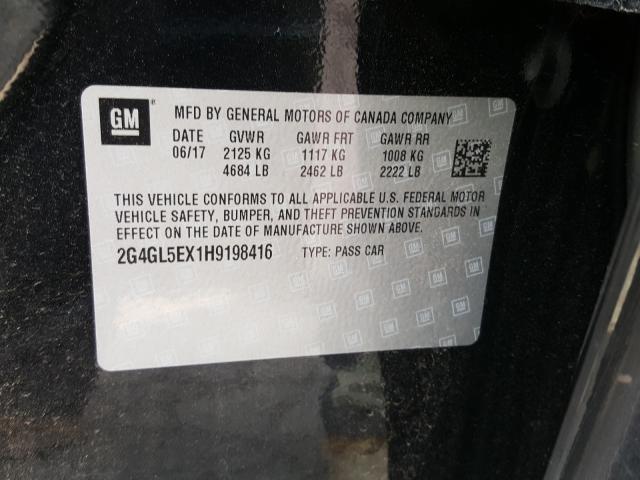 GM
MFD BY GENERAL MOTORS OF CANADA COMPANY
DATE GVWR GAWR FRT GAWR RR
06/17 2125 KG 1117 KG 1008 KG
4684 LB 2462 LB 2222 LB
THIS VEHICLE CONFORMS TO ALL APPLICABLE U.S. FEDERAL MOTOR
VEHICLE SAFETY, BUMPER, AND THEFT PREVENTION STANDARDS IN
EFFECT ON THE DATE OF MANUFACTURE SHOWN ABOVE.
2G4GL5EX1H9198416 TYPE: PASS CAR